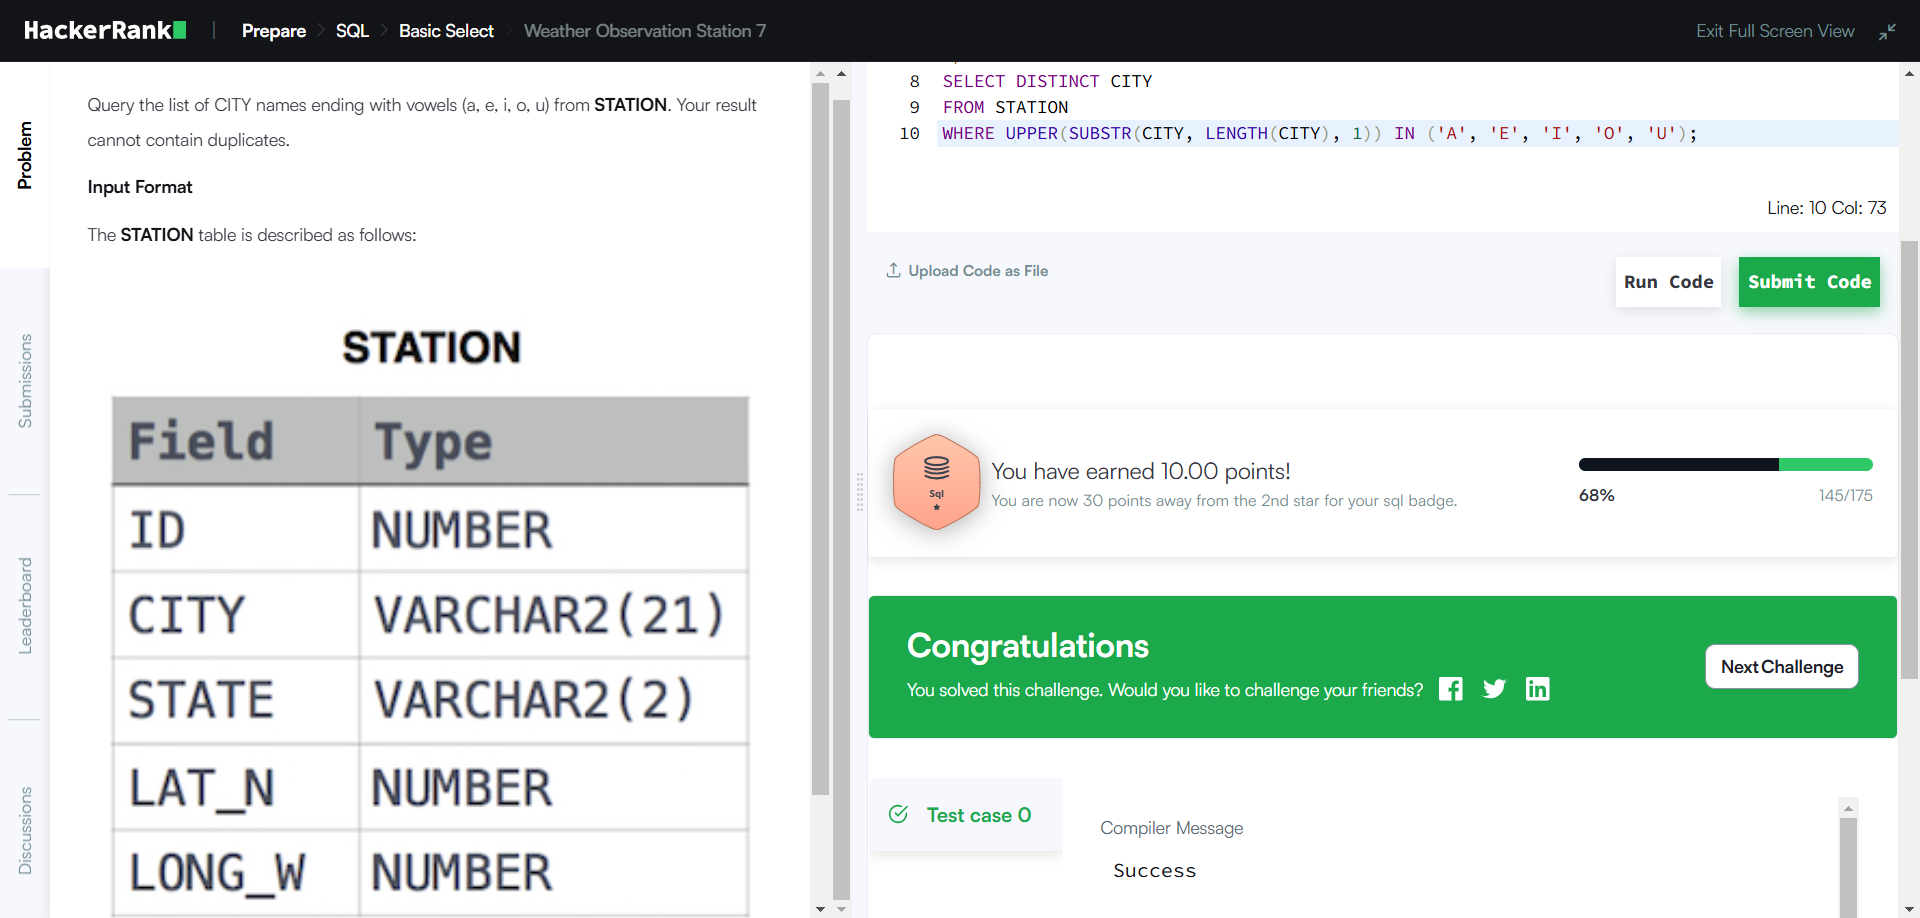 HackerRank
Prepare
SQL
Basic Select
Weather Observation Station 7
Exit Full Screen View
Problem
Submissions
Leaderboard
Discussions
Query the list of CITY names ending with vowels (a, e, i, o, u) from STATION. Your result
cannot contain duplicates.
Input Format
The STATION table is described as follows:
STATION
Field Type
ID NUMBER
CITY VARCHAR2(21)
STATE VARCHAR2(2)
LAT_N NUMBER
LONG_W NUMBER
8 SELECT DISTINCT CITY
9 FROM STATION
10 WHERE UPPER(SUBSTR(CITY, LENGTH(CITY), 1)) IN ('A', 'E', 'I', 'O', 'U');
Line: 10 Col: 73
Upload Code as File
Run Code
Submit Code
Sql
You have earned 10.00 points!
You are now 30 points away from the 2nd star for your sql badge.
68%
145/175
Congratulations
You solved this challenge. Would you like to challenge your friends?
Next Challenge
Test case 0
Compiler Message
Success